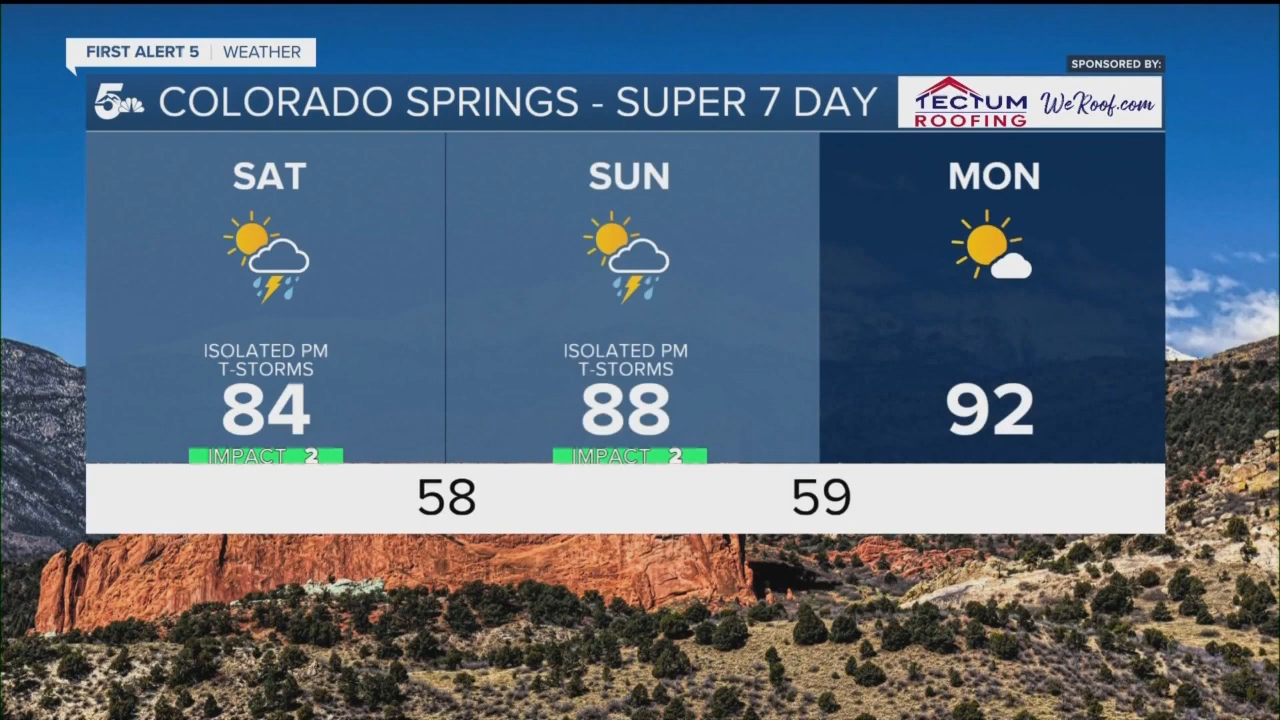 FIRST ALERT 5 | WEATHER
SPONSORED BY:
5 COLORADO SPRINGS - SUPER 7 DAY
TECTUM
ROOFING
WeRoof.com
SAT
SUN
MON
ISOLATED PM
T-STORMS
84
IMPACT 2
ISOLATED PM
T-STORMS
88
IMPACT 2
92
58
59